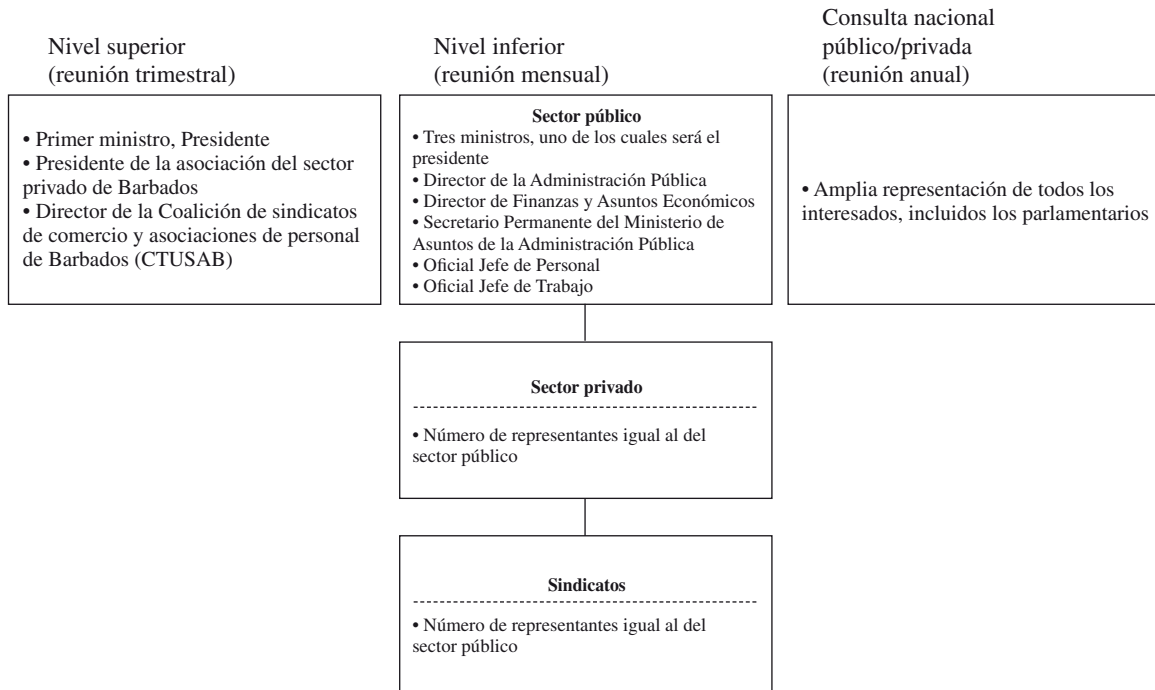 Nivel superior
(reunión trimestral)
• Primer ministro, Presidente
• Presidente de la asociación del sector
privado de Barbados
• Director de la Coalición de sindicatos
de comercio y asociaciones de personal
de Barbados (CTUSAB)
Nivel inferior
(reunión mensual)
Sector público
• Tres ministros, uno de los cuales será el
presidente
• Director de la Administración Pública
• Director de Finanzas y Asuntos Económicos
• Secretario Permanente del Ministerio de
Asuntos de la Administración Pública
• Oficial Jefe de Personal
• Oficial Jefe de Trabajo
Sector privado
• Número de representantes igual al del
sector público
Sindicatos
• Número de representantes igual al del
sector público
Consulta nacional
público/privada
(reunión anual)
• Amplia representación de todos los
interesados, incluidos los parlamentarios